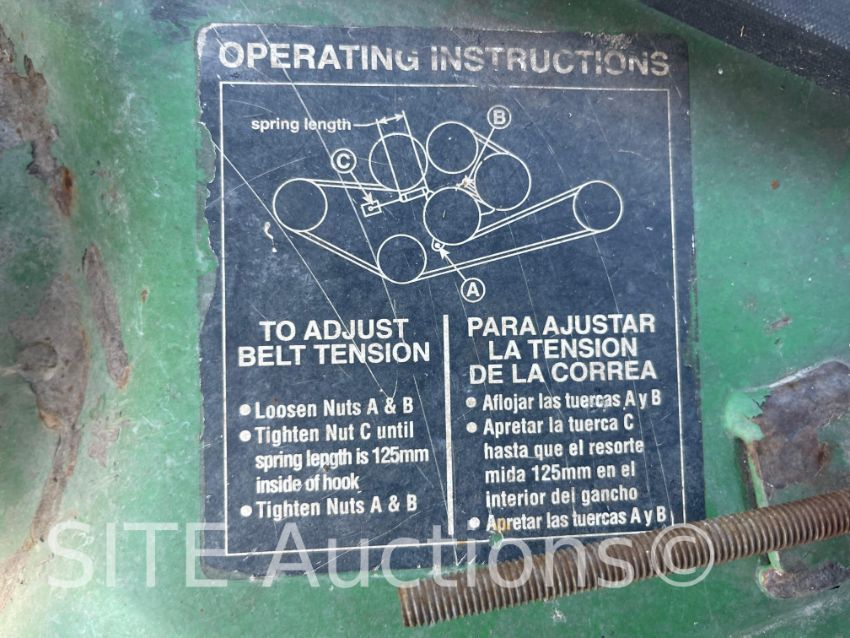 OPERATING INSTRUCTIONS
spring length
B
C
A
TO ADJUST
BELT TENSION
• Loosen Nuts A & B
• Tighten Nut C until
spring length is 125mm
inside of hook
• Tighten Nuts A & B
PARA AJUSTAR
LA TENSION
DE LA CORREA
• Aflojar las tuercas A y B
• Apretar la tuerca C
hasta que el resorte
mida 125mm en el
interior del gancho
• Apretar las tuercas A y B
SITE Auctions©